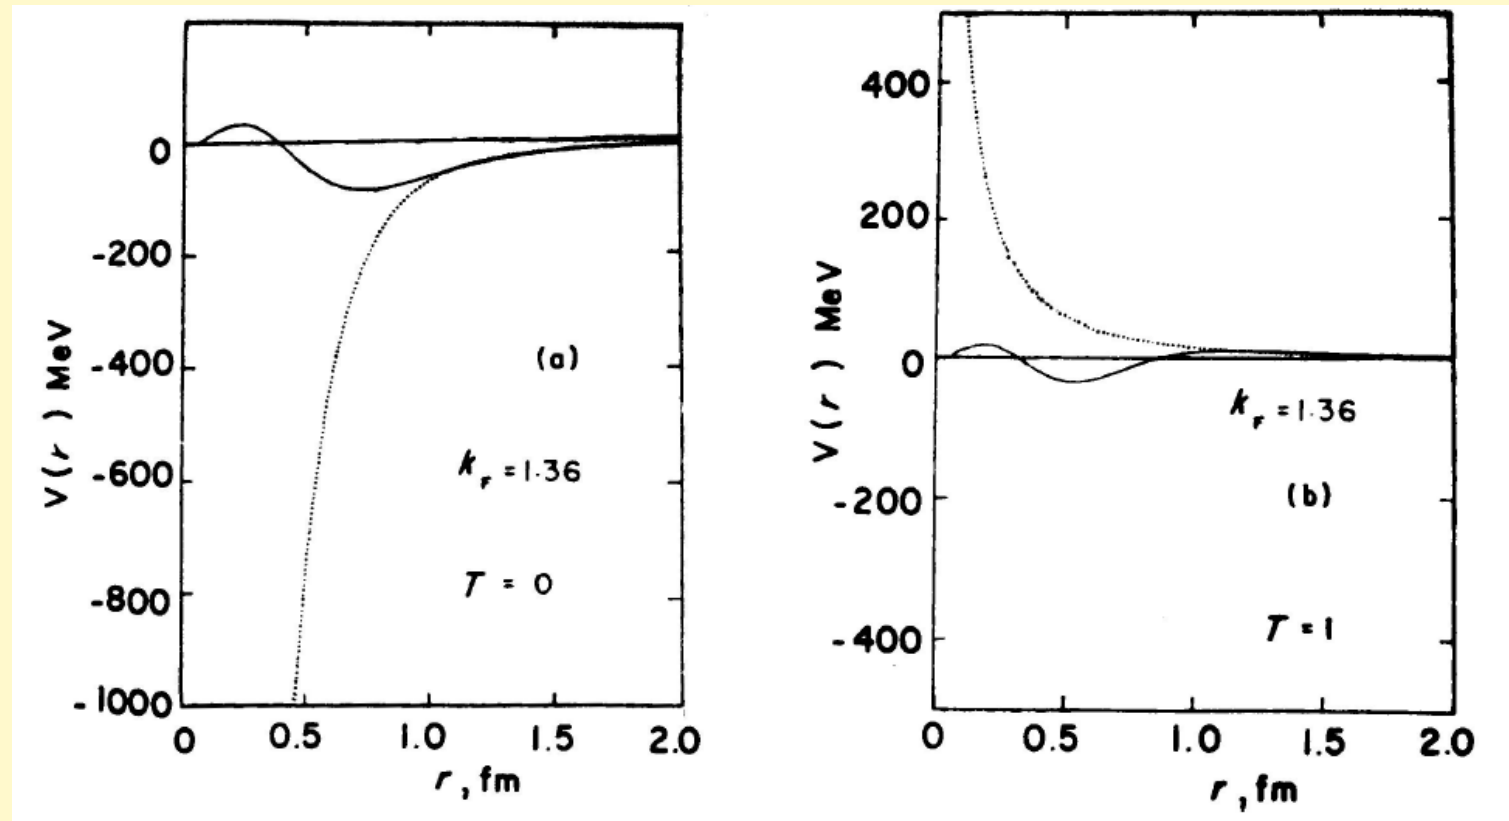 V(r) MeV
0
-200
-400
-600
-800
-1000
(a)
k_F = 1.36
T = 0
0 0.5 1.0 1.5 2.0
r, fm
V(r) MeV
400
200
0
-200
-400
k_F = 1.36
(b)
T = 1
0 0.5 1.0 1.5 2.0
r, fm